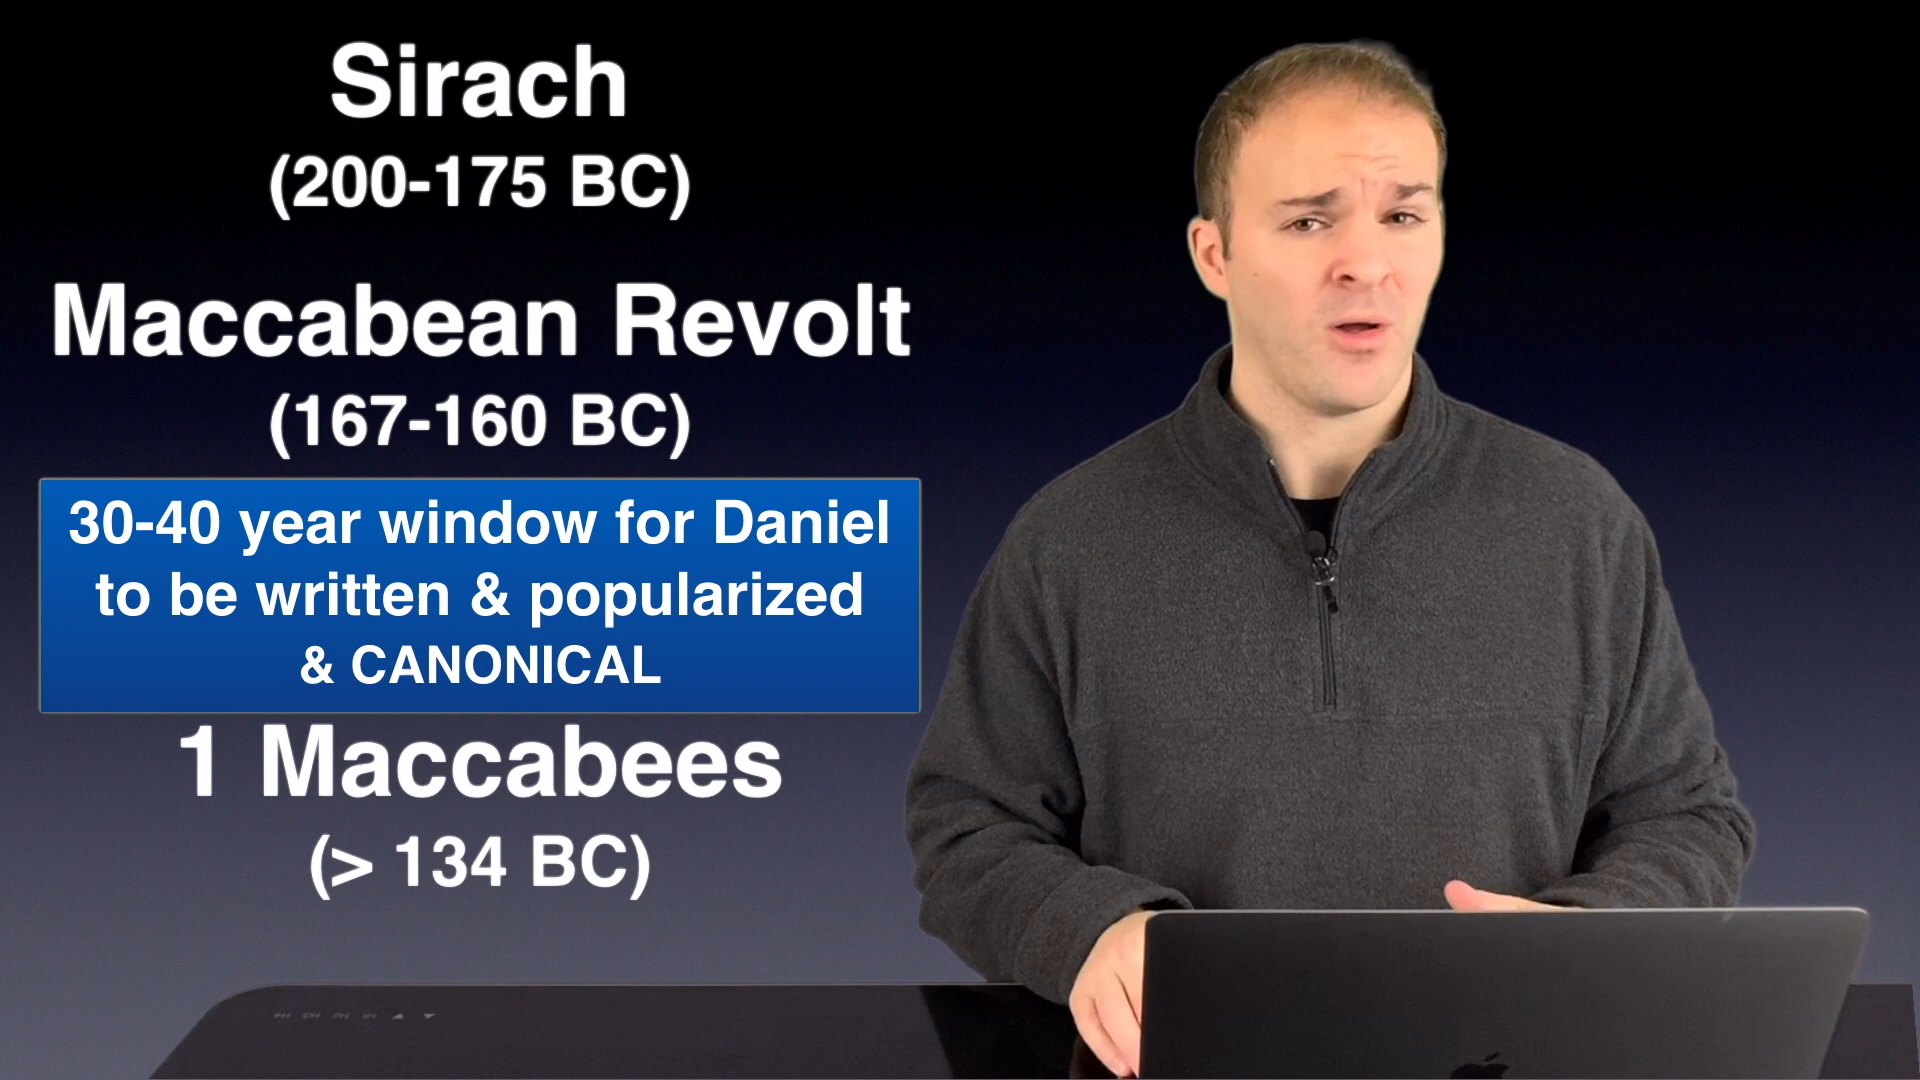 Sirach
(200-175 BC)
Maccabean Revolt
(167-160 BC)
30-40 year window for Daniel
to be written & popularized
& CANONICAL
1 Maccabees
(> 134 BC)